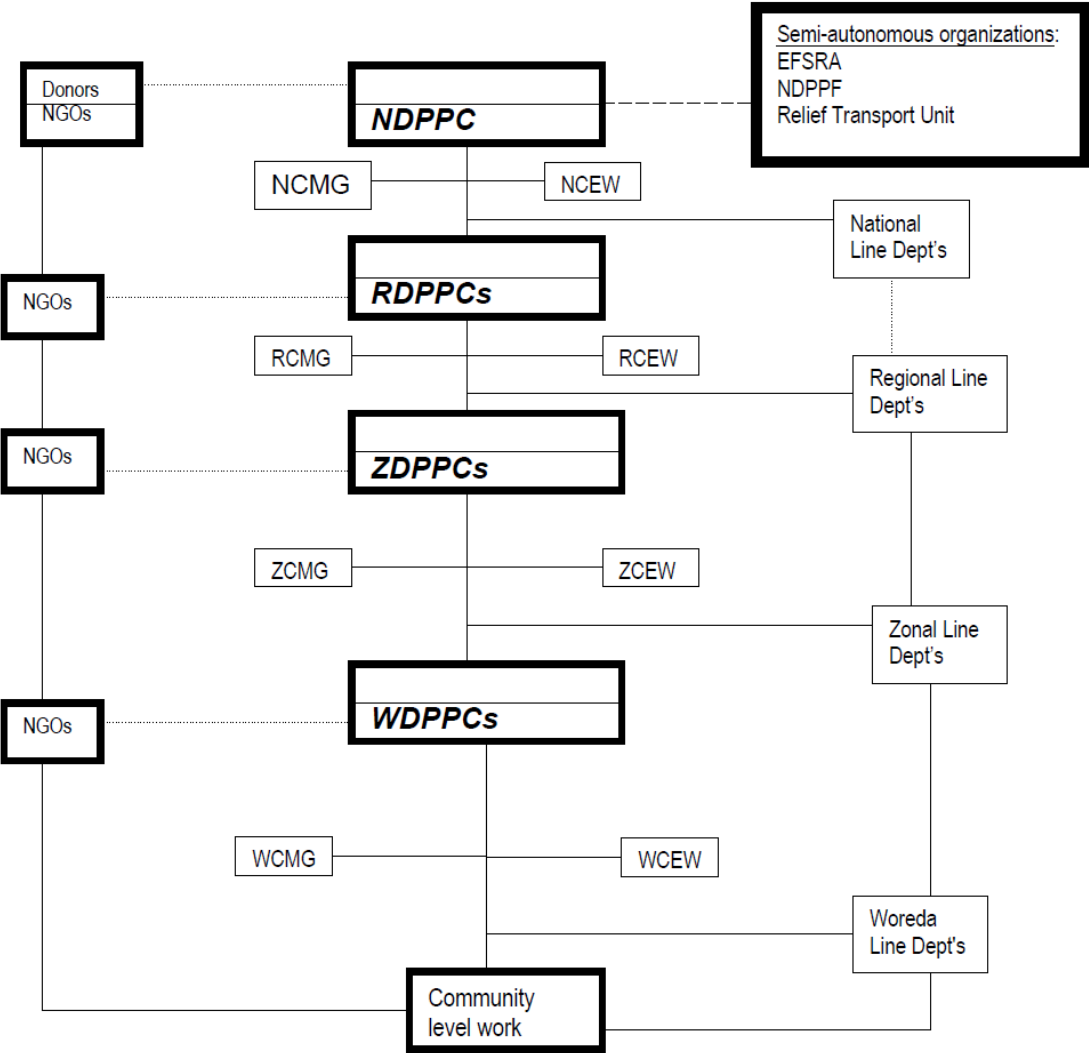 Semi-autonomous organizations:
EFSRA
NDPPF
Relief Transport Unit
Donors
NGOs
NDPPC
NCMG
NCEW
National
Line Dept’s
NGOs
RDPPCs
RCMG
RCEW
Regional Line
Dept’s
NGOs
ZDPPCs
ZCMG
ZCEW
Zonal Line
Dept’s
NGOs
WDPPCs
WCMG
WCEW
Woreda
Line Dept's
Community
level work